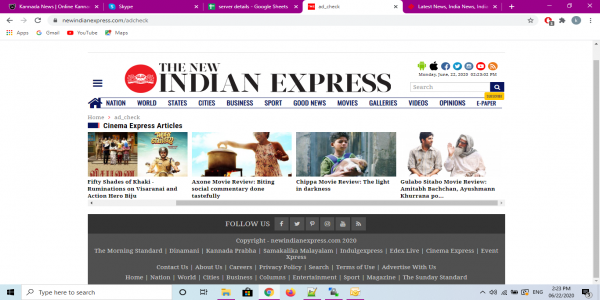 Kannada News | Online Kann
Skype
server details - Google Sheets
ad_check
Latest News, India News, India
newindianexpress.com/adcheck
Apps
Kannada | Online
Gmail
YouTube
Maps
THE NEW
INDIAN EXPRESS
Monday, June, 22, 2020 02:23:02 PM
Search
NATION WORLD STATES CITIES BUSINESS SPORT GOOD NEWS MOVIES GALLERIES VIDEOS OPINIONS E-PAPER
Home > ad_check
Cinema Express Articles
Fifty Shades of Khaki -
Ruminations on Visaranai and
Action Hero Biju
Axone Movie Review: Biting
social commentary done
tastefully
Chippa Movie Review: The light
in darkness
Gulabo Sitabo Movie Review:
Amitabh Bachchan, Ayushmann
Khurrana po...
FOLLOW US
Copyright - newindianexpress.com 2020
The Morning Standard | Dinamani | Kannada Prabha | Samakalika Malayalam | Indulgexpress | Edex Live | Cinema Express | Event
Xpress
Contact Us | About Us | Careers | Privacy Policy | Search | Terms of Use | Advertise With Us
Home | Nation | World | Cities | Business | Columns | Entertainment | Sport | Magazine | The Sunday Standard
Type here to search
ENG
2:23 PM
06/22/2020